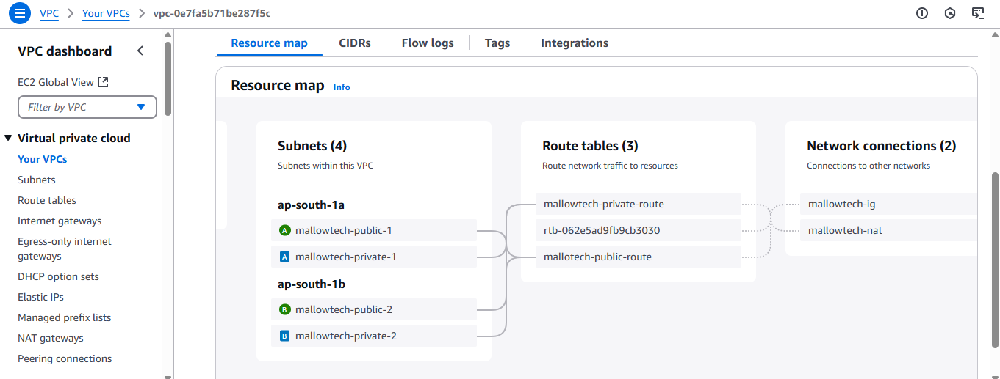 VPC > Your VPCs > vpc-0e7fa5b71be287f5c
VPC dashboard
EC2 Global View
Filter by VPC
Virtual private cloud
Your VPCs
Subnets
Route tables
Internet gateways
Egress-only internet
gateways
DHCP option sets
Elastic IPs
Managed prefix lists
NAT gateways
Peering connections
Resource map
CIDRs
Flow logs
Tags
Integrations
Resource map Info
Subnets (4)
Subnets within this VPC
ap-south-1a
A mallowtech-public-1
A mallowtech-private-1
ap-south-1b
B mallowtech-public-2
B mallowtech-private-2
Route tables (3)
Route network traffic to resources
mallowtech-private-route
rtb-062e5ad9fb9cb3030
mallotech-public-route
Network connections (2)
Connections to other networks
mallowtech-ig
mallowtech-nat